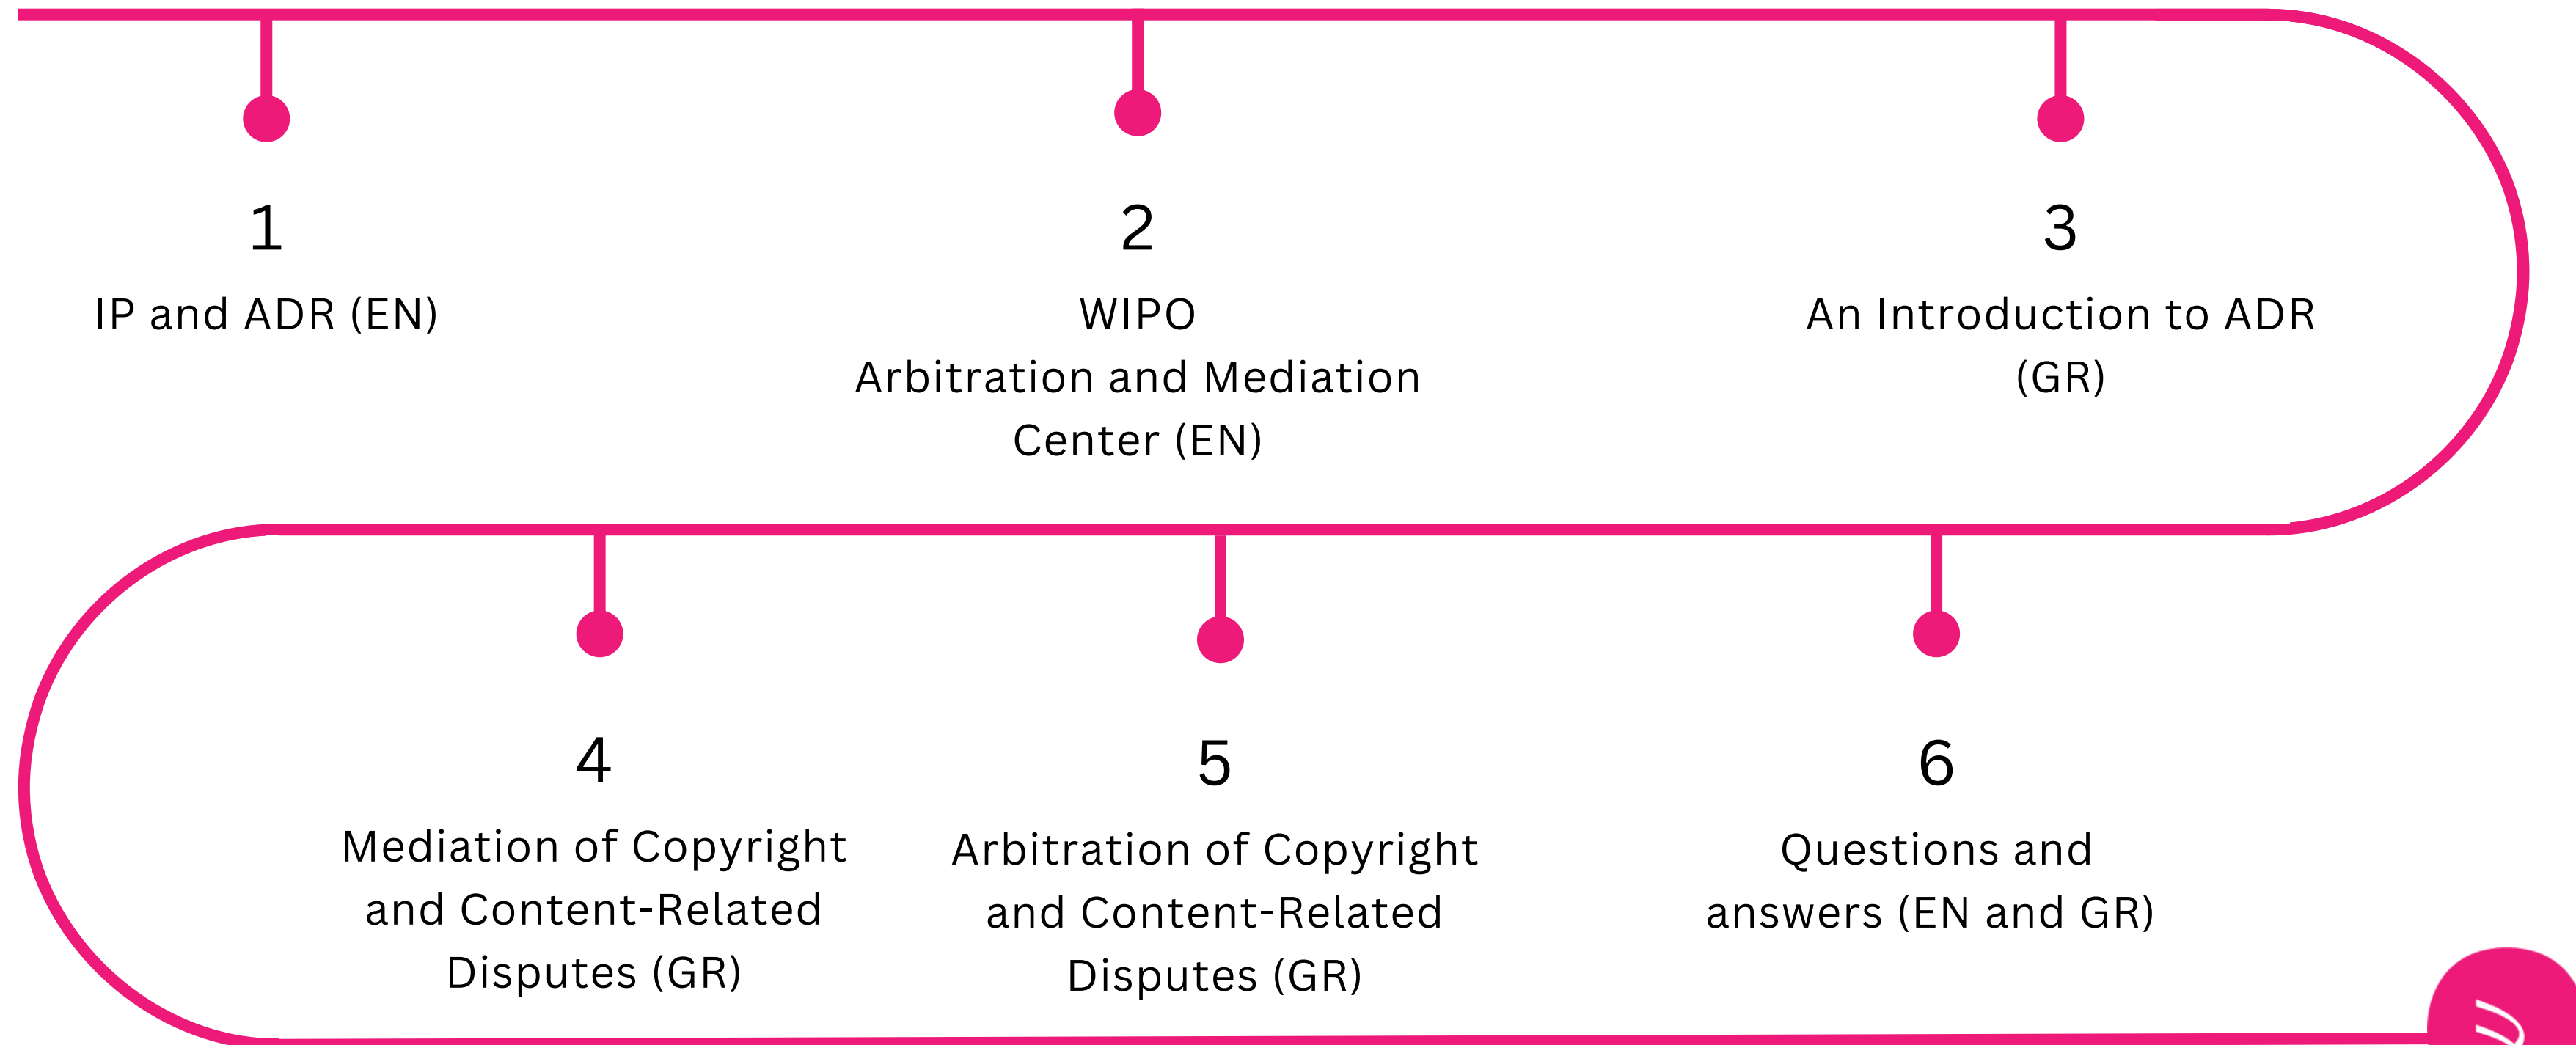 1
IP and ADR (EN)
2
WIPO
Arbitration and Mediation
Center (EN)
3
An Introduction to ADR
(GR)
4
Mediation of Copyright
and Content-Related
Disputes (GR)
5
Arbitration of Copyright
and Content-Related
Disputes (GR)
6
Questions and
answers (EN and GR)